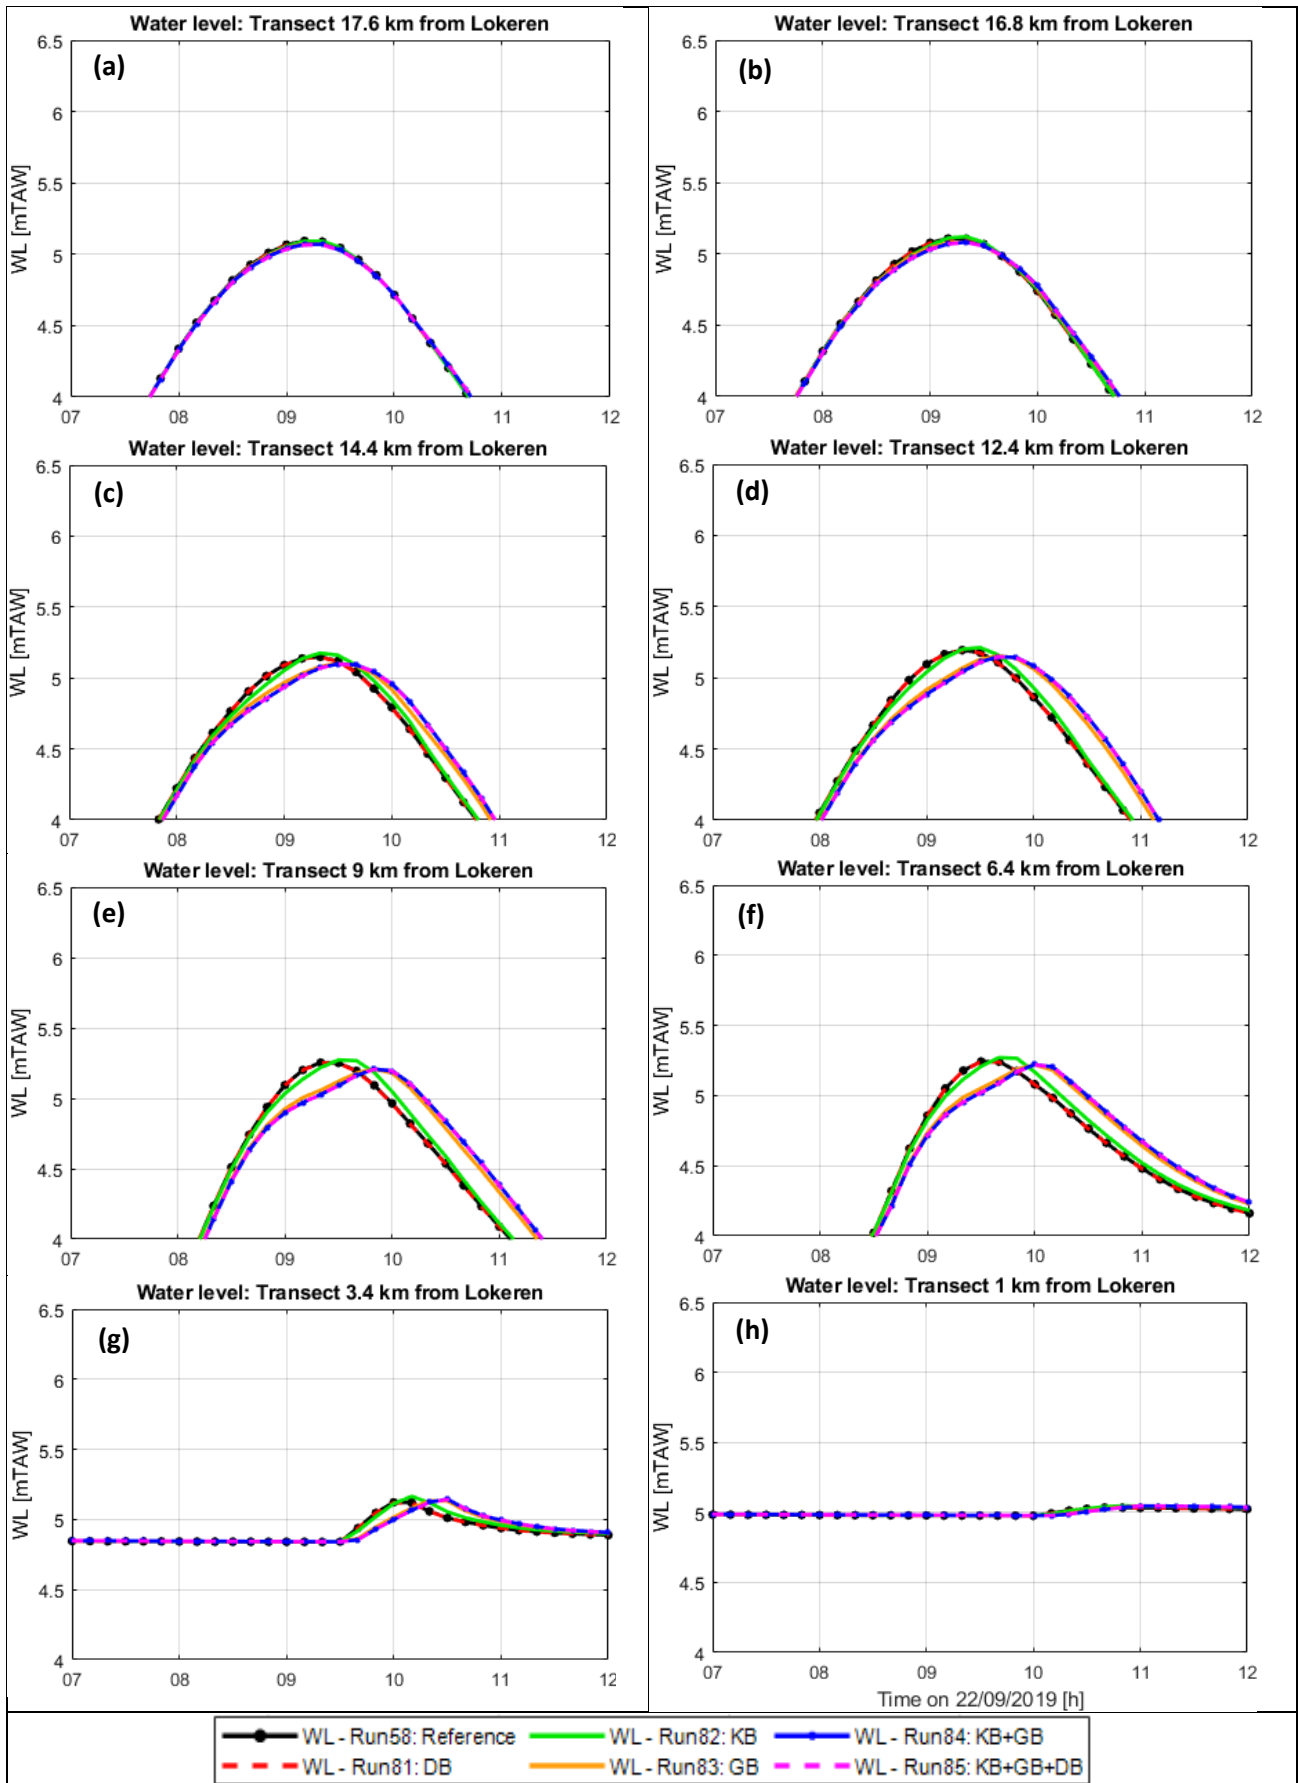 Water level: Transect 17.6 km from Lokeren
(a)
WL [mTAW]
6.5
6
5.5
5
4.5
4
07 08 09 10 11 12
Water level: Transect 16.8 km from Lokeren
(b)
WL [mTAW]
6.5
6
5.5
5
4.5
4
07 08 09 10 11 12
Water level: Transect 14.4 km from Lokeren
(c)
WL [mTAW]
6.5
6
5.5
5
4.5
4
07 08 09 10 11 12
Water level: Transect 12.4 km from Lokeren
(d)
WL [mTAW]
6.5
6
5.5
5
4.5
4
07 08 09 10 11 12
Water level: Transect 9 km from Lokeren
(e)
WL [mTAW]
6.5
6
5.5
5
4.5
4
07 08 09 10 11 12
Water level: Transect 6.4 km from Lokeren
(f)
WL [mTAW]
6.5
6
5.5
5
4.5
4
07 08 09 10 11 12
Water level: Transect 3.4 km from Lokeren
(g)
WL [mTAW]
6.5
6
5.5
5
4.5
4
07 08 09 10 11 12
Water level: Transect 1 km from Lokeren
(h)
WL [mTAW]
6.5
6
5.5
5
4.5
4
07 08 09 10 11 12
Time on 22/09/2019 [h]
WL - Run58: Reference WL - Run82: KB WL - Run84: KB+GB
WL - Run81: DB WL - Run83: GB WL - Run85: KB+GB+DB